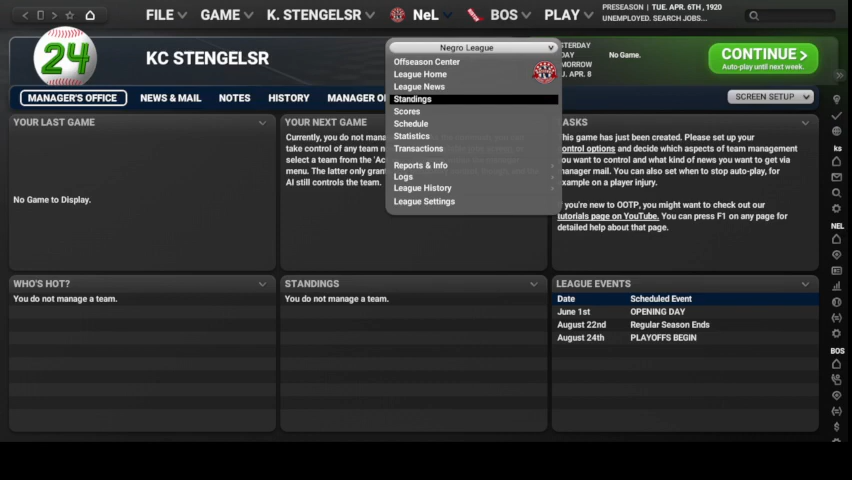 FILE GAME K. STENGELSR NeL BOS PLAY
PRESEASON | TUE. APR. 6TH, 1920
UNEMPLOYED. SEARCH JOBS...
24
KC STENGELSR
Negro League
Offseason Center
League Home
League News
Standings
Scores
Schedule
Statistics
Transactions
Reports & Info
Logs
League History
League Settings
No Game.
U. APR. 8
CONTINUE >
Auto-play until next week.
MANAGER'S OFFICE NEWS & MAIL NOTES HISTORY
SCREEN SETUP
YOUR LAST GAME
No Game to Display.
YOUR NEXT GAME
Currently, you do not mana
take control of any team
select a team from the 'Ac
menu. The latter only gran
AI still controls the team.
ASKS
his game has just been created. Please set up your
control options and decide which aspects of team management
you want to control and what kind of news you want to get via
manager mail. You can also set when to stop auto-play, for
example on a player injury.
If you're new to OOTP, you might want to check out our
tutorials page on YouTube. You can press F1 on any page for
detailed help about that page.
WHO'S HOT?
You do not manage a team.
STANDINGS
You do not manage a team.
LEAGUE EVENTS
Date Scheduled Event
June 1st OPENING DAY
August 22nd Regular Season Ends
August 24th PLAYOFFS BEGIN
ks
NEL
BOS